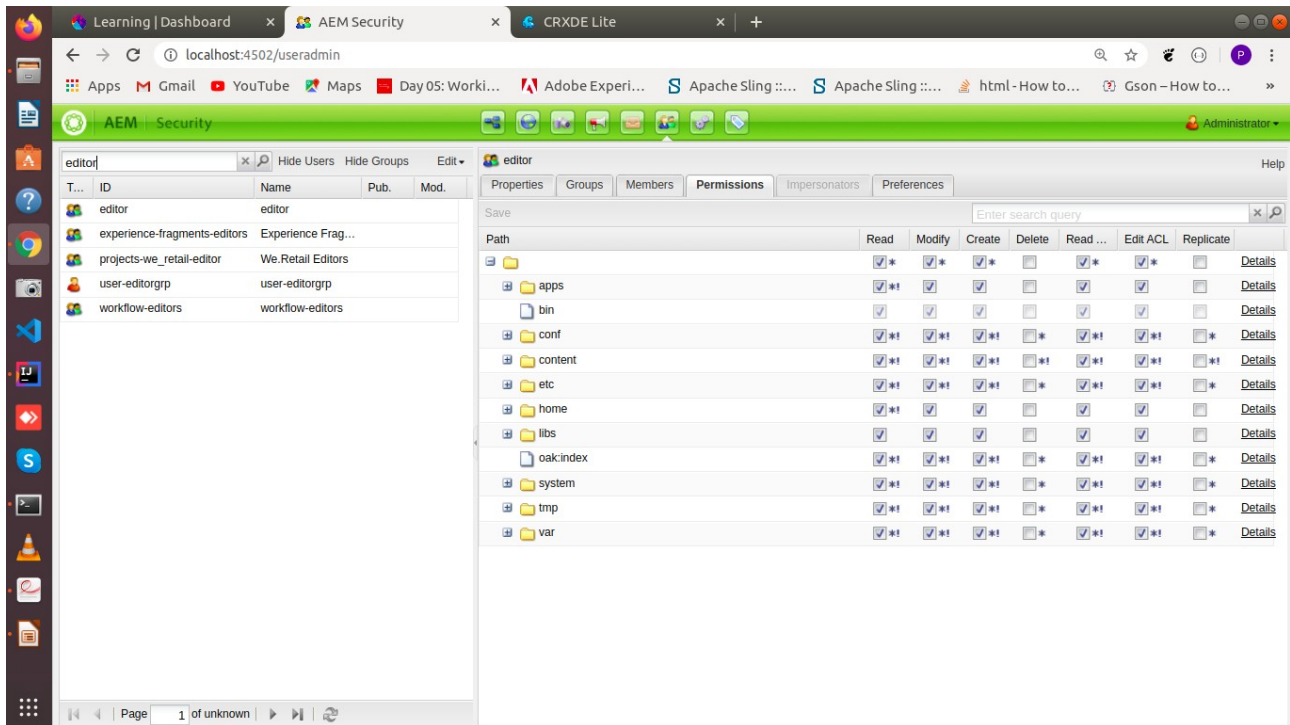 Learning | Dashboard × AEM Security × CRXDE Lite × +
localhost:4502/useradmin P
Apps Gmail YouTube Maps Day 05: Worki... Adobe Experi... Apache Sling ::... Apache Sling ::... html - How to... Gson – How to... »
AEM Security Administrator
editor Hide Users Hide Groups Edit
T... ID Name Pub. Mod.
editor editor
experience-fragments-editors Experience Frag...
projects-we_retail-editor We.Retail Editors
user-editorgrp user-editorgrp
workflow-editors workflow-editors
Page 1 of unknown
editor Help
Properties Groups Members Permissions Impersonators Preferences
Save Enter search query
Path Read Modify Create Delete Read ... Edit ACL Replicate
* * * * * Details
apps *! Details
bin Details
conf *! *! *! * *! *! * Details
content *! *! *! *! *! *! *! Details
etc *! *! *! * *! *! * Details
home *! Details
libs Details
oak:index *! *! *! * *! *! * Details
system *! *! *! * *! *! * Details
tmp *! *! *! * *! *! * Details
var *! *! *! * *! *! * Details